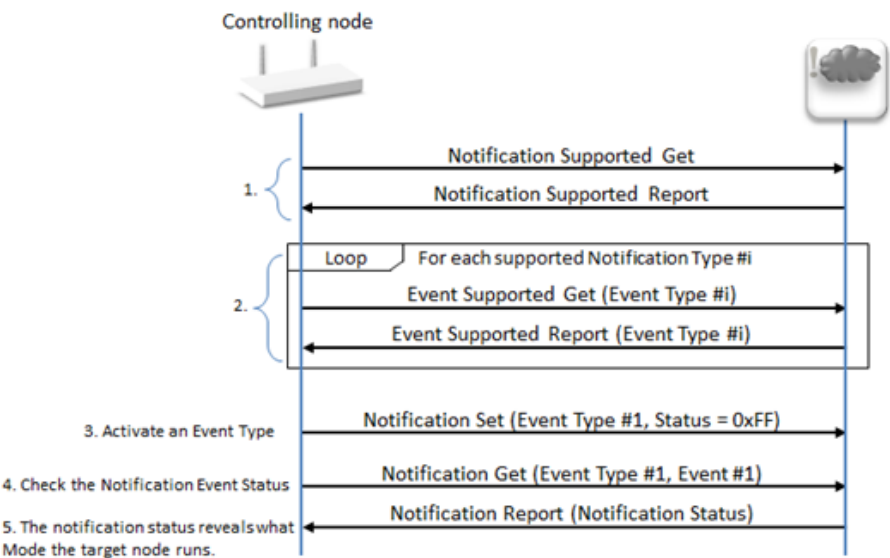 Controlling node
!
Notification Supported Get
1.
Notification Supported Report
Loop
For each supported Notification Type #i
2.
Event Supported Get (Event Type #i)
Event Supported Report (Event Type #i)
3. Activate an Event Type
Notification Set (Event Type #1, Status = 0xFF)
4. Check the Notification Event Status
Notification Get (Event Type #1, Event #1)
5. The notification status reveals what
Mode the target node runs.
Notification Report (Notification Status)